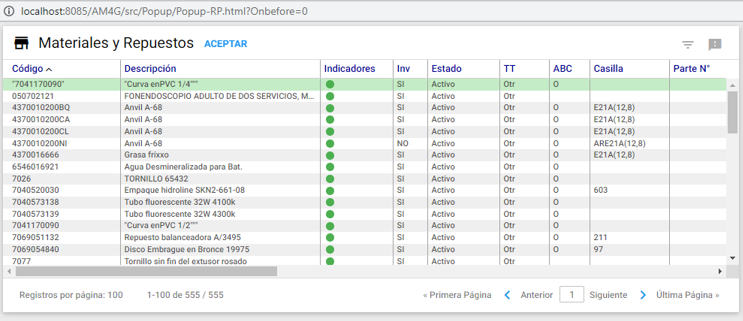 localhost:8085/AM4G/src/Popup/Popup-RP.html?Onbefore=0
Materiales y Repuestos ACEPTAR
Código Descripción Indicadores Inv Estado TT ABC Casilla Parte N°
"7041170090" "Curva enPVC 1/4"" SI Activo Otr O
050702121 FONENDOSCOPIO ADULTO DE DOS SERVICIOS, M... SI Activo Otr
4370010200BQ Anvil A-68 SI Activo Otr O E21A(12,8)
4370010200CA Anvil A-68 SI Activo Otr O E21A(12,8)
4370010200CL Anvil A-68 SI Activo Otr O E21A(12,8)
4370010200NI Anvil A-68 NO Activo Otr O ARE21A(12,8)
4370016666 Grasa frixxo SI Activo Otr O E21A(12,8)
6546016921 Agua Desmineralizada para Bat. SI Activo Otr O
7026 TORNILLO 65432 SI Activo Otr O
7040520030 Empaque hidroline SKN2-661-08 SI Activo Otr O 603
7040573138 Tubo fluorescente 32W 4100k SI Activo Otr O
7040573139 Tubo fluorescente 32W 4300k SI Activo Otr O
7041170090 "Curva enPVC 1/2"" SI Activo Otr O
7069051132 Repuesto balanceadora A/3495 SI Activo Otr O 211
7069054840 Disco Embrague en Bronce 19975 SI Activo Otr O 97
7077 Tornillo sin fin del extusor rosado SI Activo Otr O
Registros por página: 100 1-100 de 555 / 555 « Primera Página Anterior 1 Siguiente Última Página »